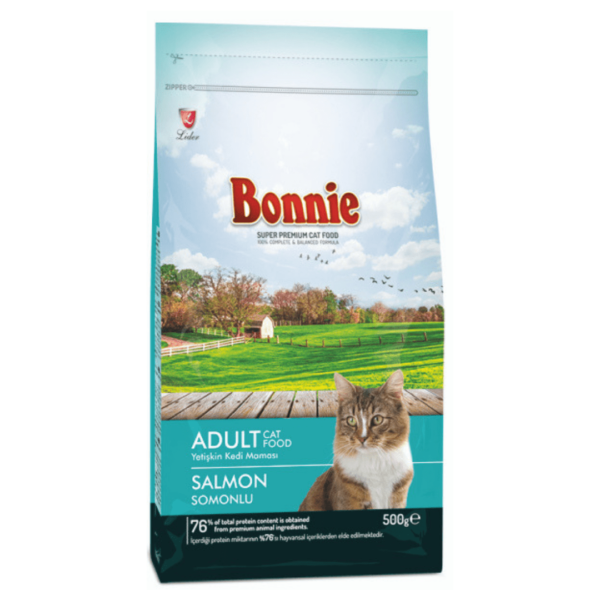 ZIPPER
L
Lider
Bonnie
SUPER PREMIUM CAT FOOD
100% COMPLETE & BALANCED FORMULA
ADULT CAT FOOD
Yetişkin Kedi Maması
SALMON
SOMONLU
76% of total protein content is obtained
from premium animal ingredients.
İçerdiği protein miktarının %76'sı hayvansal içeriklerden elde edilmektedir.
500g℮